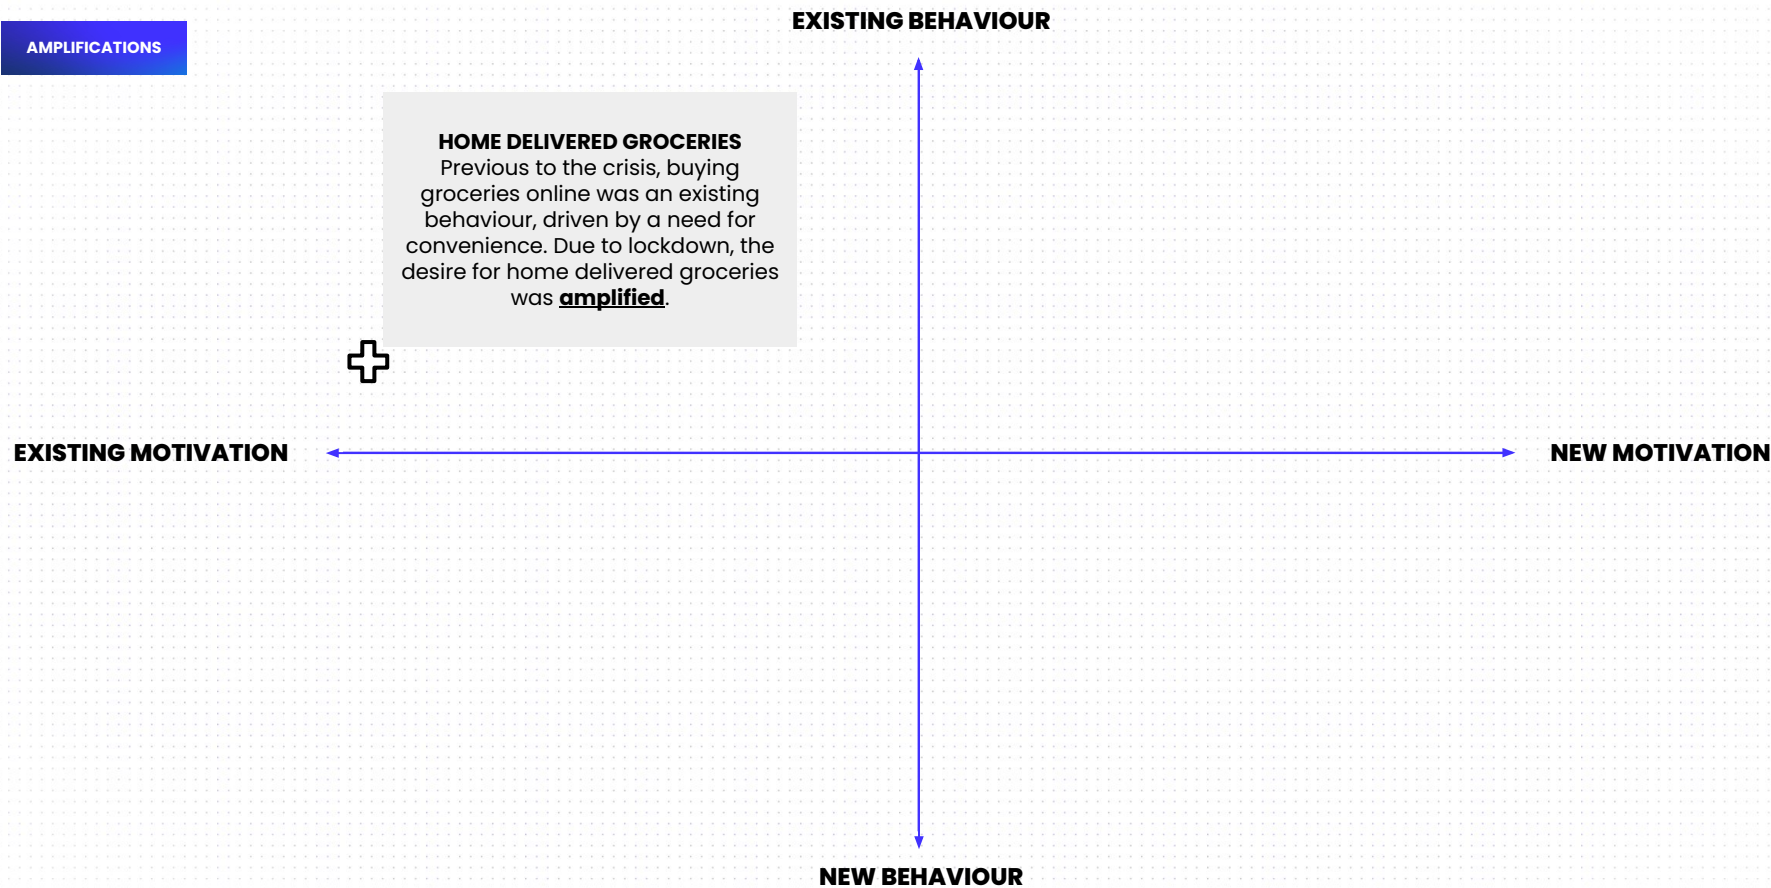 EXISTING BEHAVIOUR
AMPLIFICATIONS
HOME DELIVERED GROCERIES
Previous to the crisis, buying
groceries online was an existing
behaviour, driven by a need for
convenience. Due to lockdown, the
desire for home delivered groceries
was amplified.
EXISTING MOTIVATION
NEW MOTIVATION
NEW BEHAVIOUR